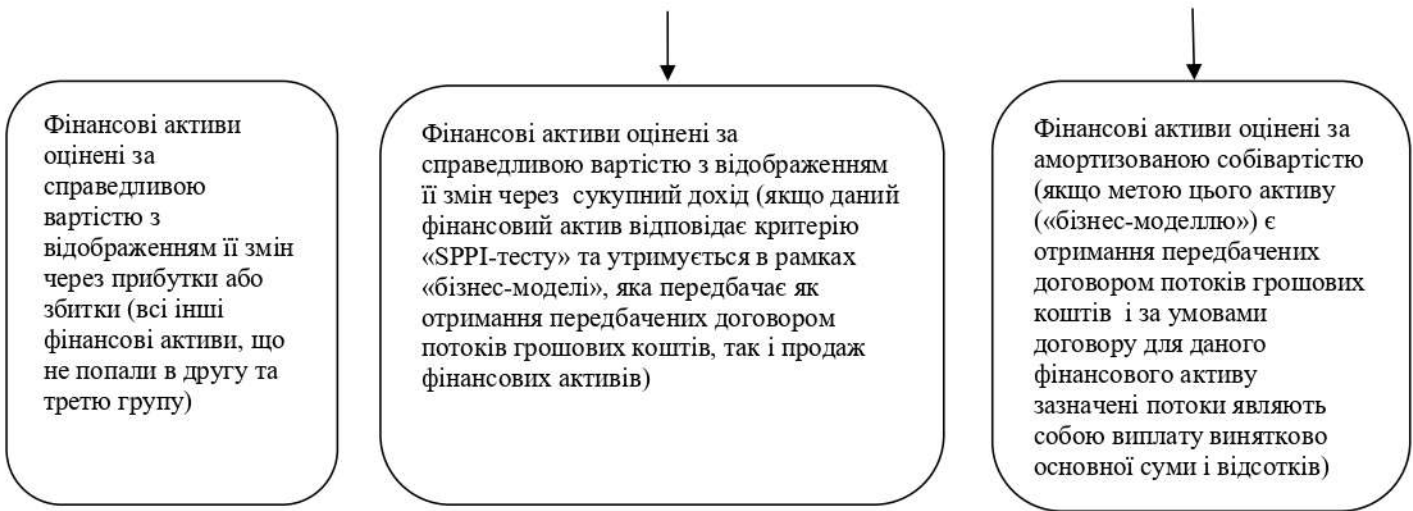 Фінансові активи
оцінені за
справедливою
вартістю з
відображенням її змін
через прибутки або
збитки (всі інші
фінансові активи, що
не попали в другу та
третю групу)
Фінансові активи оцінені за
справедливою вартістю з відображенням
її змін через сукупний дохід (якщо даний
фінансовий актив відповідає критерію
«SPPI-тесту» та утримується в рамках
«бізнес-моделі», яка передбачає як
отримання передбачених договором
потоків грошових коштів, так і продаж
фінансових активів)
Фінансові активи оцінені за
амортизованою собівартістю
(якщо метою цього активу
(«бізнес-моделлю») є
отримання передбачених
договором потоків грошових
коштів і за умовами
договору для даного
фінансового активу
зазначені потоки являють
собою виплату винятково
основної суми і відсотків)